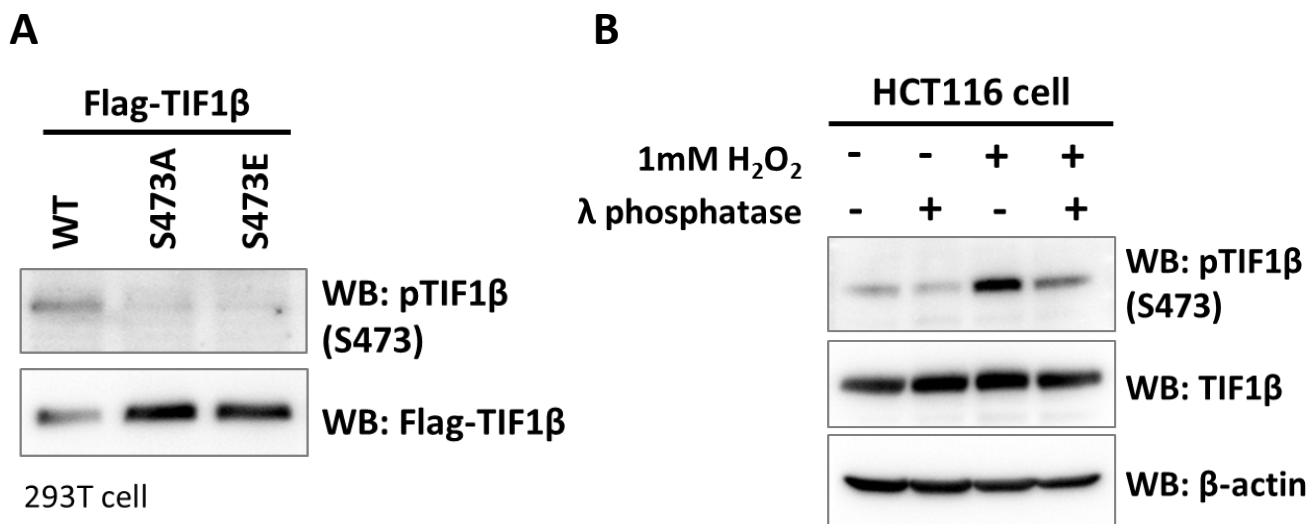 A
Flag-TIF1β
WT
S473A
S473E
WB: pTIF1β
(S473)
WB: Flag-TIF1β
293T cell
B
HCT116 cell
1mM H₂O₂ - - + +
λ phosphatase - + - +
WB: pTIF1β
(S473)
WB: TIF1β
WB: β-actin